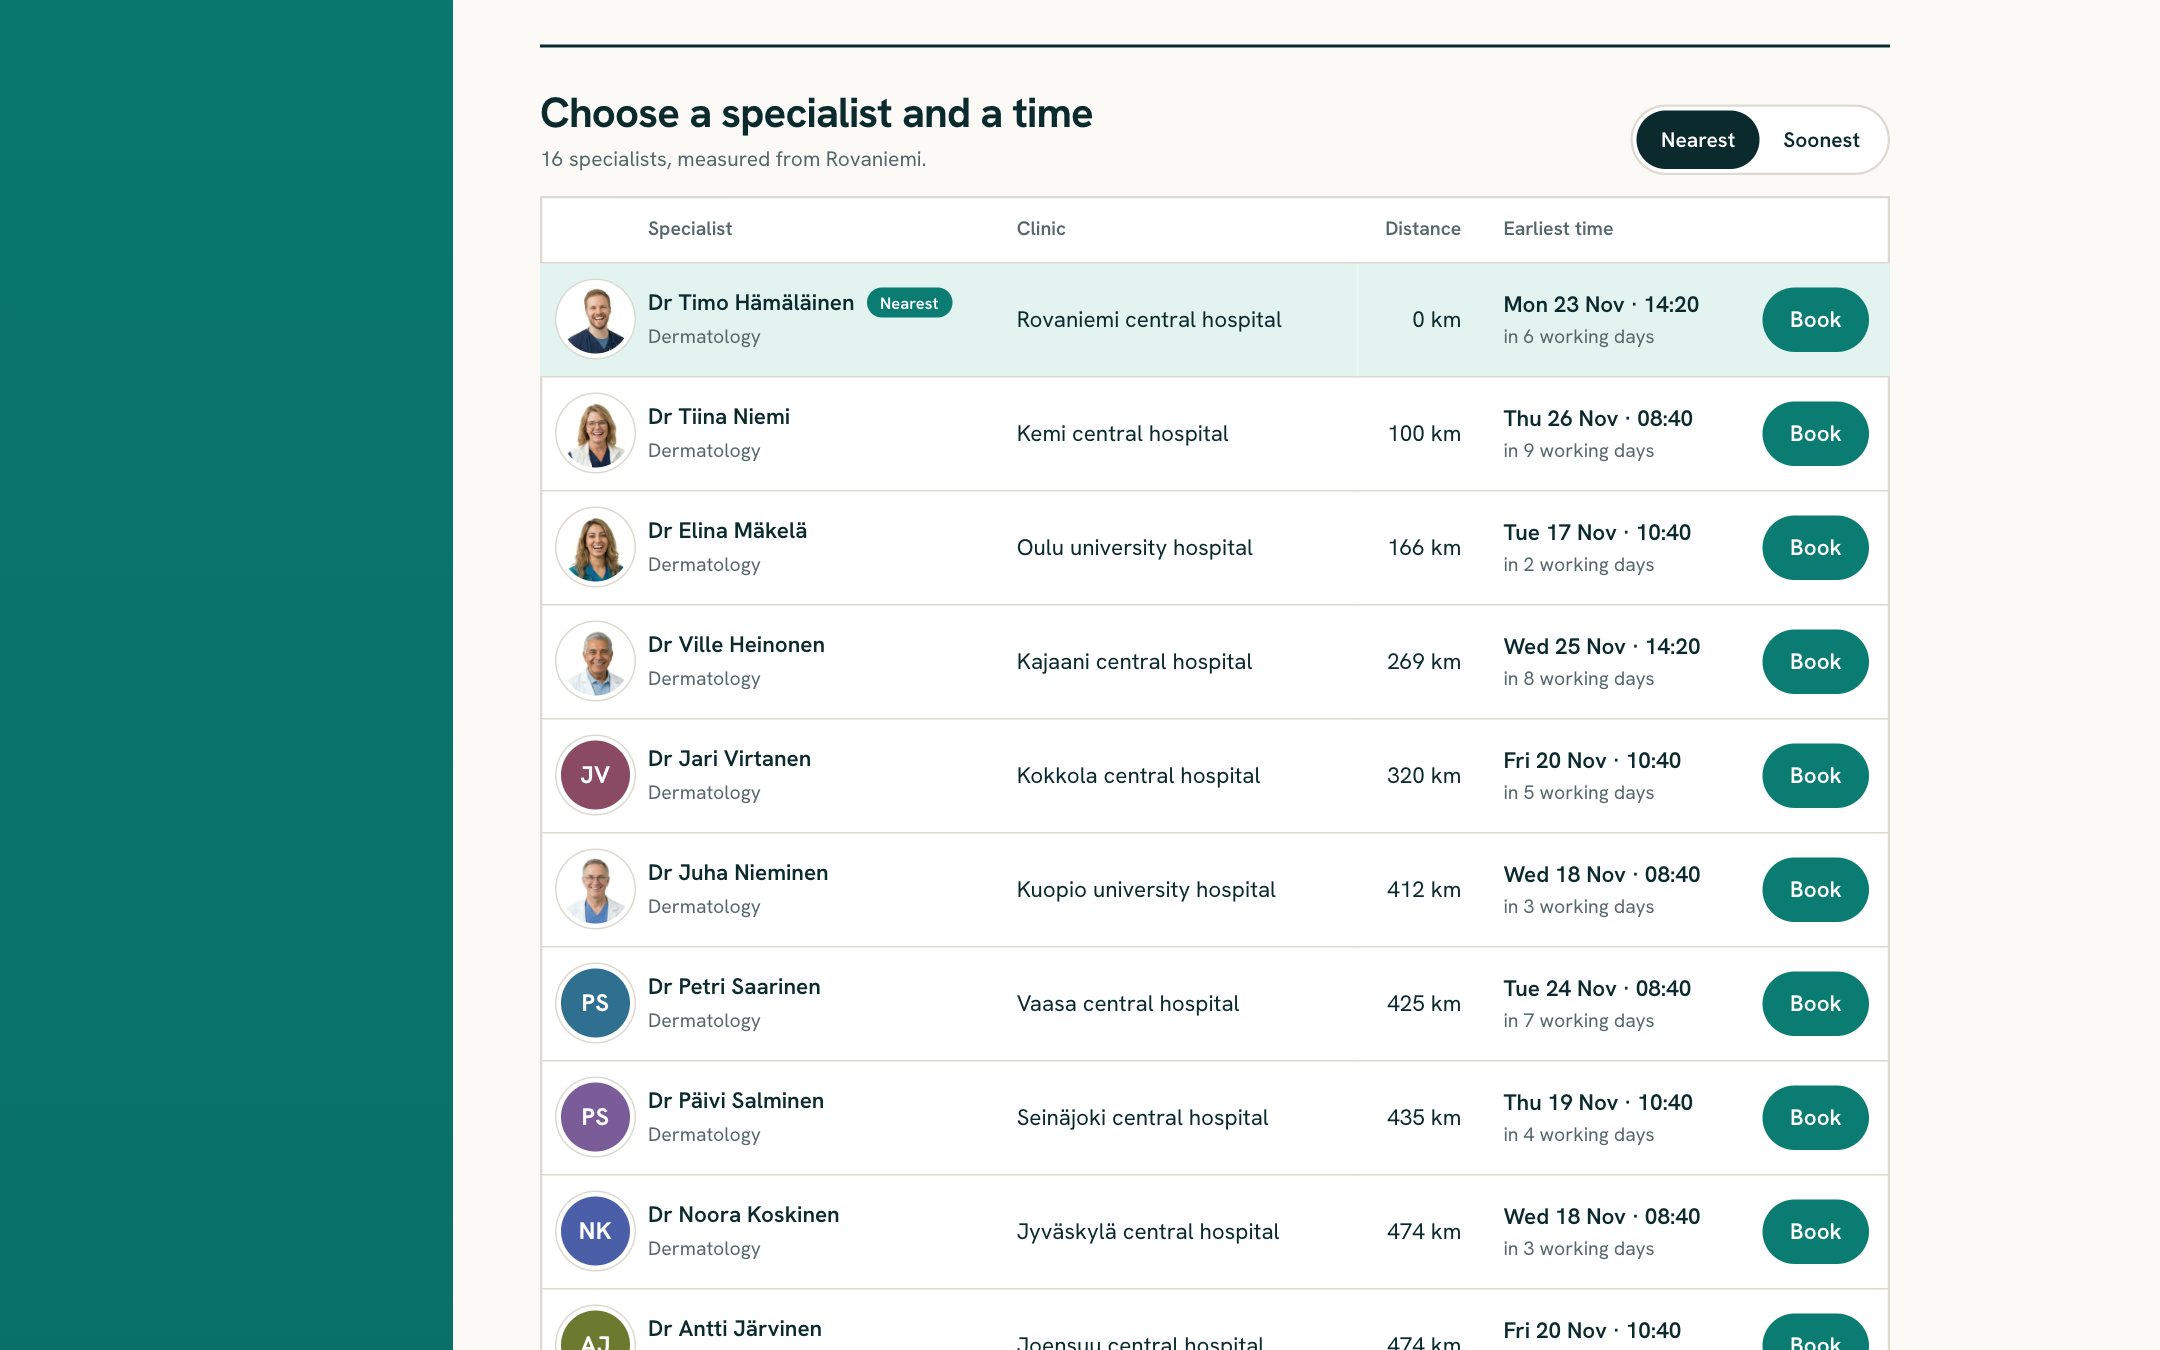 Choose a specialist and a time
16 specialists, measured from Rovaniemi.
Nearest Soonest
Specialist Clinic Distance Earliest time
Dr Timo Hämäläinen Nearest
Dermatology
Rovaniemi central hospital
0 km
Mon 23 Nov · 14:20
in 6 working days
Book
Dr Tiina Niemi
Dermatology
Kemi central hospital
100 km
Thu 26 Nov · 08:40
in 9 working days
Book
Dr Elina Mäkelä
Dermatology
Oulu university hospital
166 km
Tue 17 Nov · 10:40
in 2 working days
Book
Dr Ville Heinonen
Dermatology
Kajaani central hospital
269 km
Wed 25 Nov · 14:20
in 8 working days
Book
JV
Dr Jari Virtanen
Dermatology
Kokkola central hospital
320 km
Fri 20 Nov · 10:40
in 5 working days
Book
Dr Juha Nieminen
Dermatology
Kuopio university hospital
412 km
Wed 18 Nov · 08:40
in 3 working days
Book
PS
Dr Petri Saarinen
Dermatology
Vaasa central hospital
425 km
Tue 24 Nov · 08:40
in 7 working days
Book
PS
Dr Päivi Salminen
Dermatology
Seinäjoki central hospital
435 km
Thu 19 Nov · 10:40
in 4 working days
Book
NK
Dr Noora Koskinen
Dermatology
Jyväskylä central hospital
474 km
Wed 18 Nov · 08:40
in 3 working days
Book
AJ
Dr Antti Järvinen
Joensuu central hospital
474 km
Fri 20 Nov · 10:40
Book